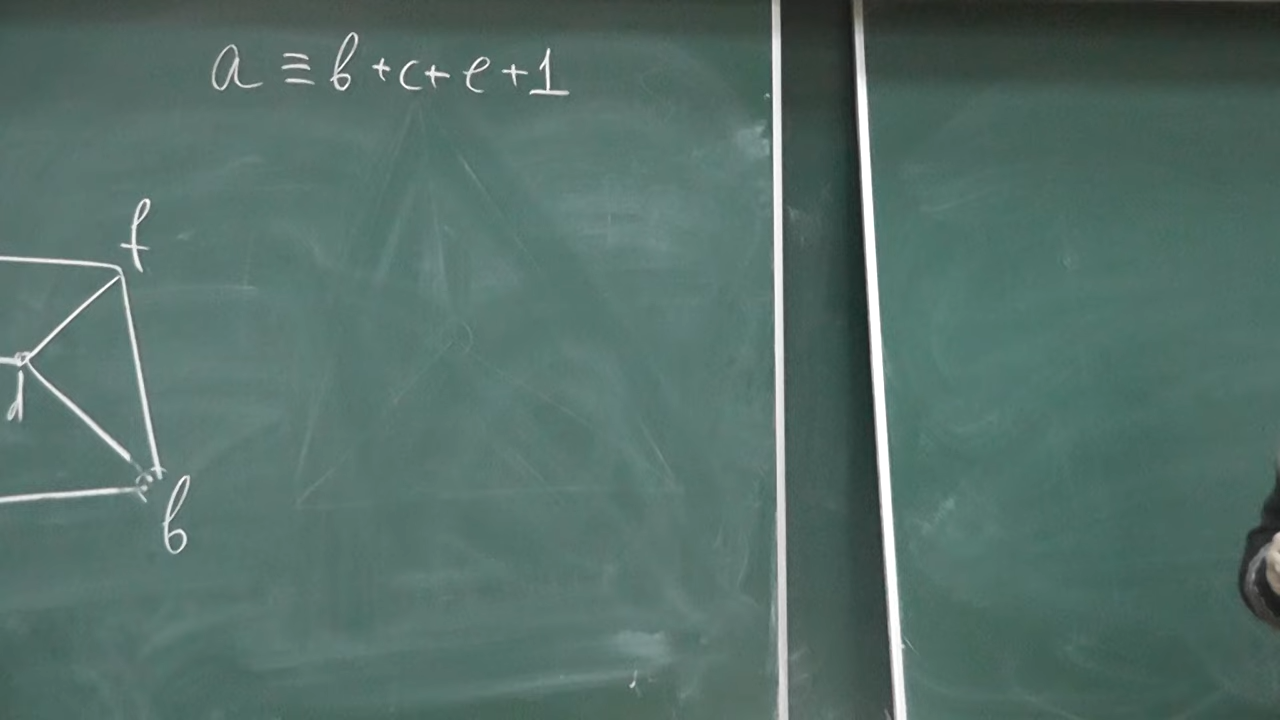 a ≡ b + c + e + 1
f
d
b